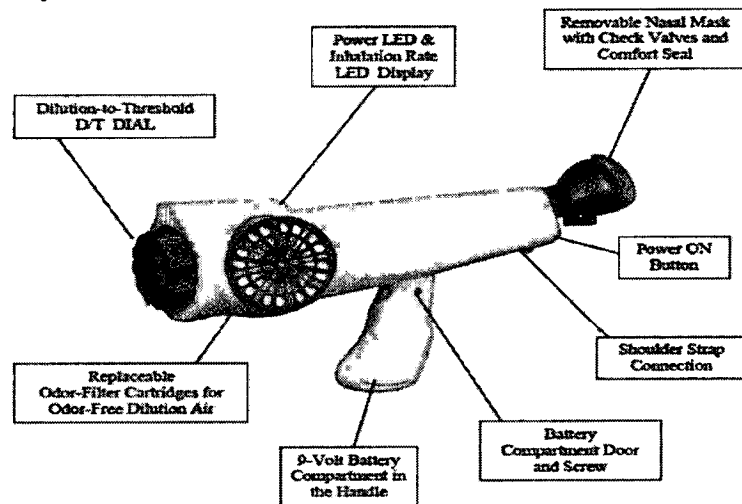 Power LED &
Inhalation Rate
LED Display
Removable Nasal Mask
with Check Valves and
Comfort Seal
Dilution-to-Threshold
D/T DIAL
Power ON
Button
Shoulder Strap
Connection
Replaceable
Odor-Filter Cartridges for
Odor-Free Dilution Air
9-Volt Battery
Compartment in
the Handle
Battery
Compartment Door
and Screw